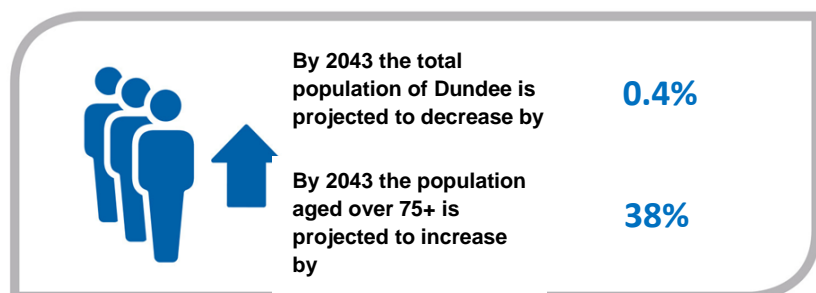 By 2043 the total
population of Dundee is
projected to decrease by
0.4%
By 2043 the population
aged over 75+ is
projected to increase
by
38%